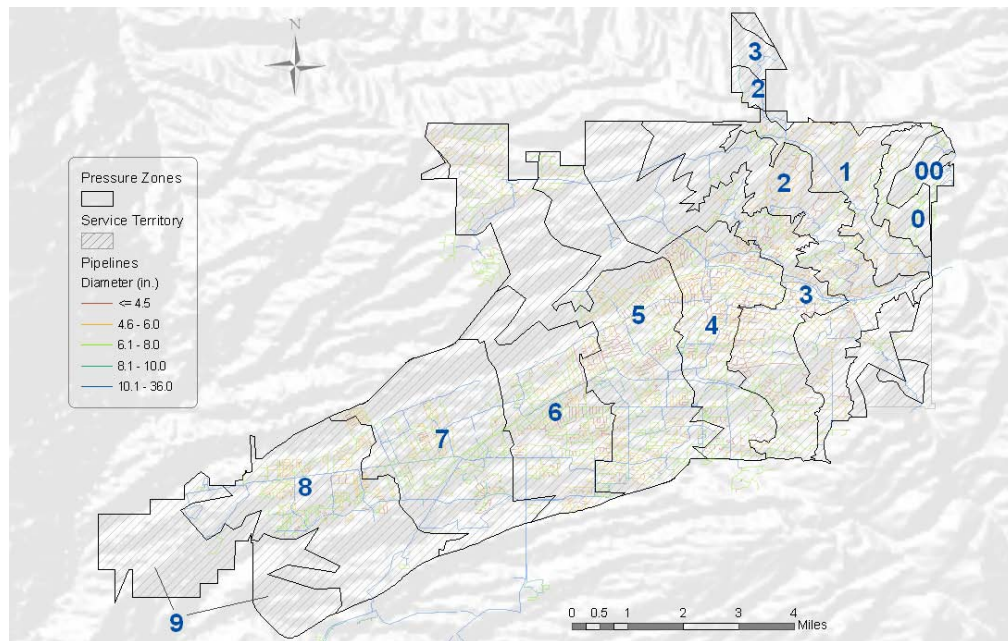 N
3
2
1
00
2
0
3
5
4
6
7
8
9
Pressure Zones
Service Territory
Pipelines
Diameter (in.)
<= 4.5
4.6 - 6.0
6.1 - 8.0
8.1 - 10.0
10.1 - 36.0
0 0.5 1 2 3 4
Miles